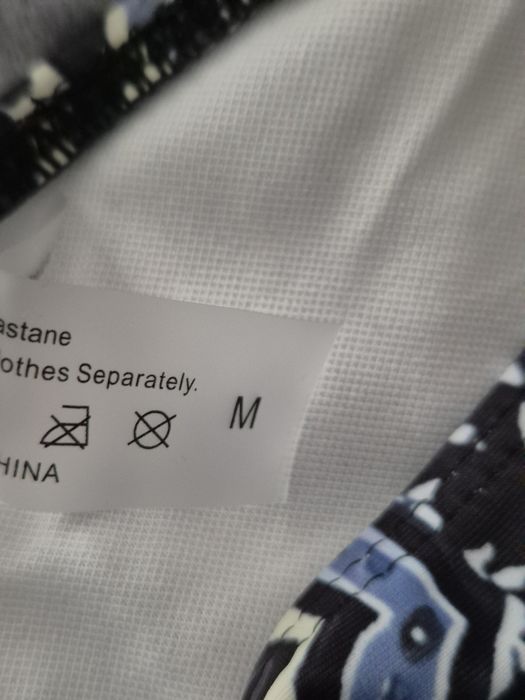 astane
othes Separately.
M
HINA